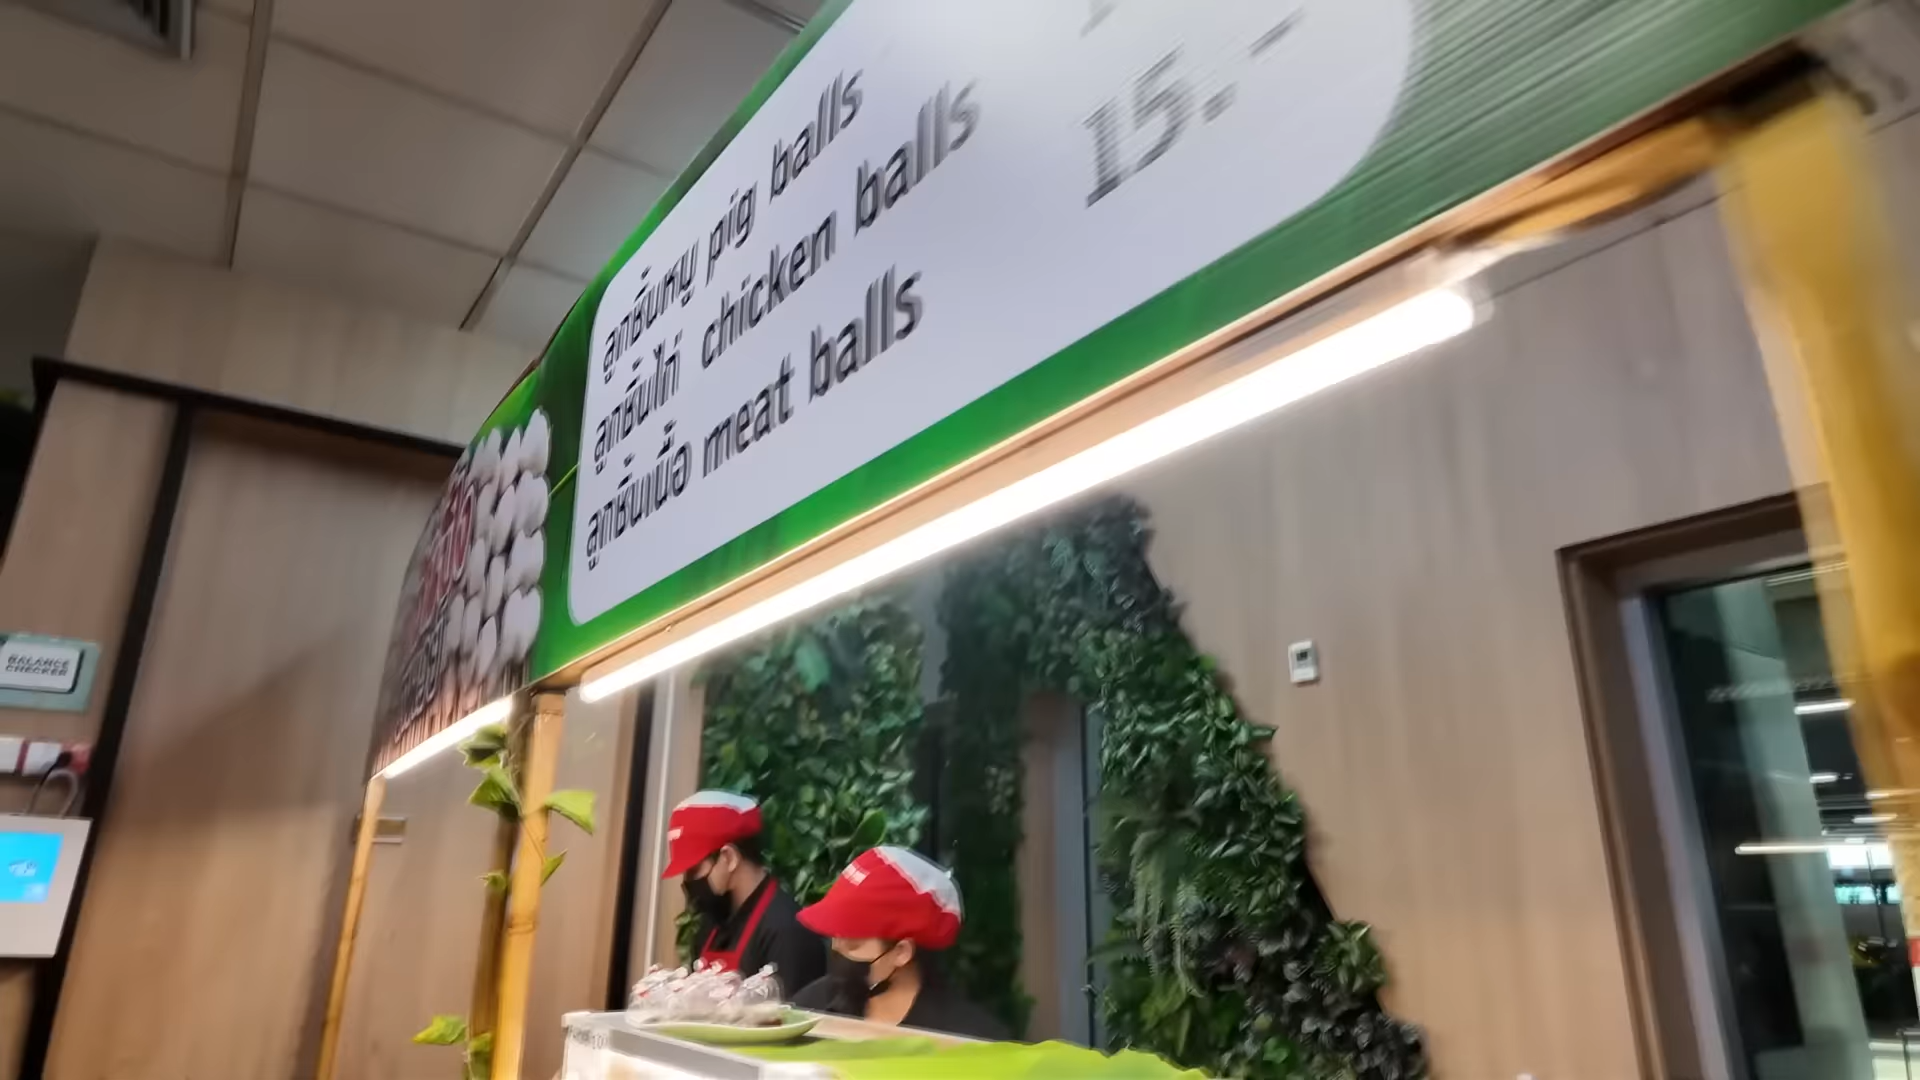 ลูกชิ้นหมู pig balls
ลูกชิ้นไก่ chicken balls 15.-
ลูกชิ้นเนื้อ meat balls
BALANCE
CHECKER